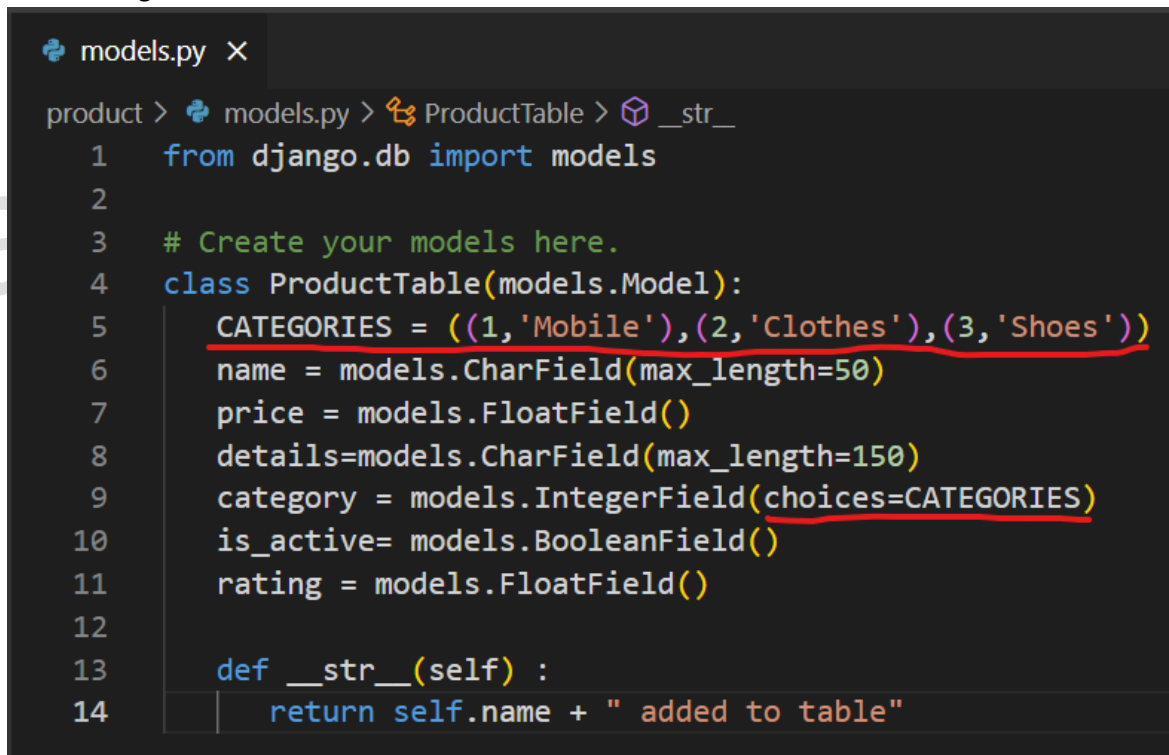 models.py ×
product > models.py > ProductTable > __str__
1 from django.db import models
2
3 # Create your models here.
4 class ProductTable(models.Model):
5 CATEGORIES = ((1,'Mobile'),(2,'Clothes'),(3,'Shoes'))
6 name = models.CharField(max_length=50)
7 price = models.FloatField()
8 details=models.CharField(max_length=150)
9 category = models.IntegerField(choices=CATEGORIES)
10 is_active= models.BooleanField()
11 rating = models.FloatField()
12
13 def __str__(self) :
14 return self.name + " added to table"